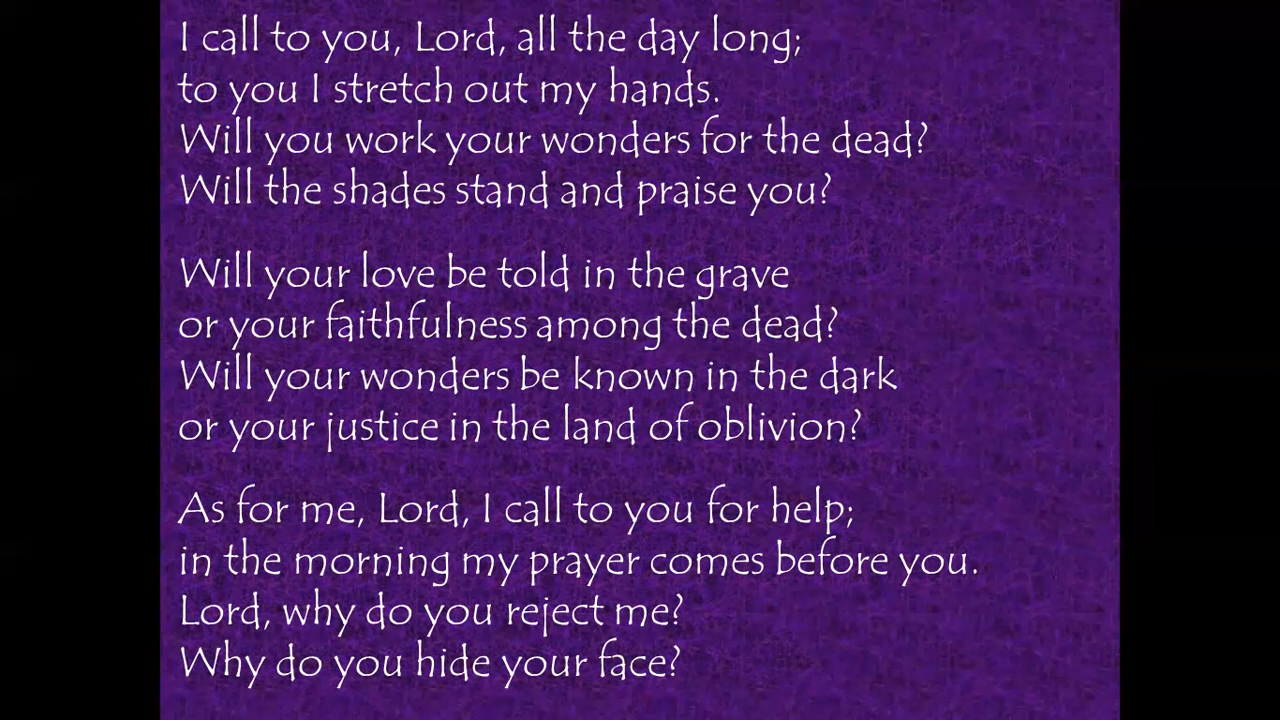 I call to you, Lord, all the day long;
to you I stretch out my hands.
Will you work your wonders for the dead?
Will the shades stand and praise you?
Will your love be told in the grave
or your faithfulness among the dead?
Will your wonders be known in the dark
or your justice in the land of oblivion?
As for me, Lord, I call to you for help;
in the morning my prayer comes before you.
Lord, why do you reject me?
Why do you hide your face?